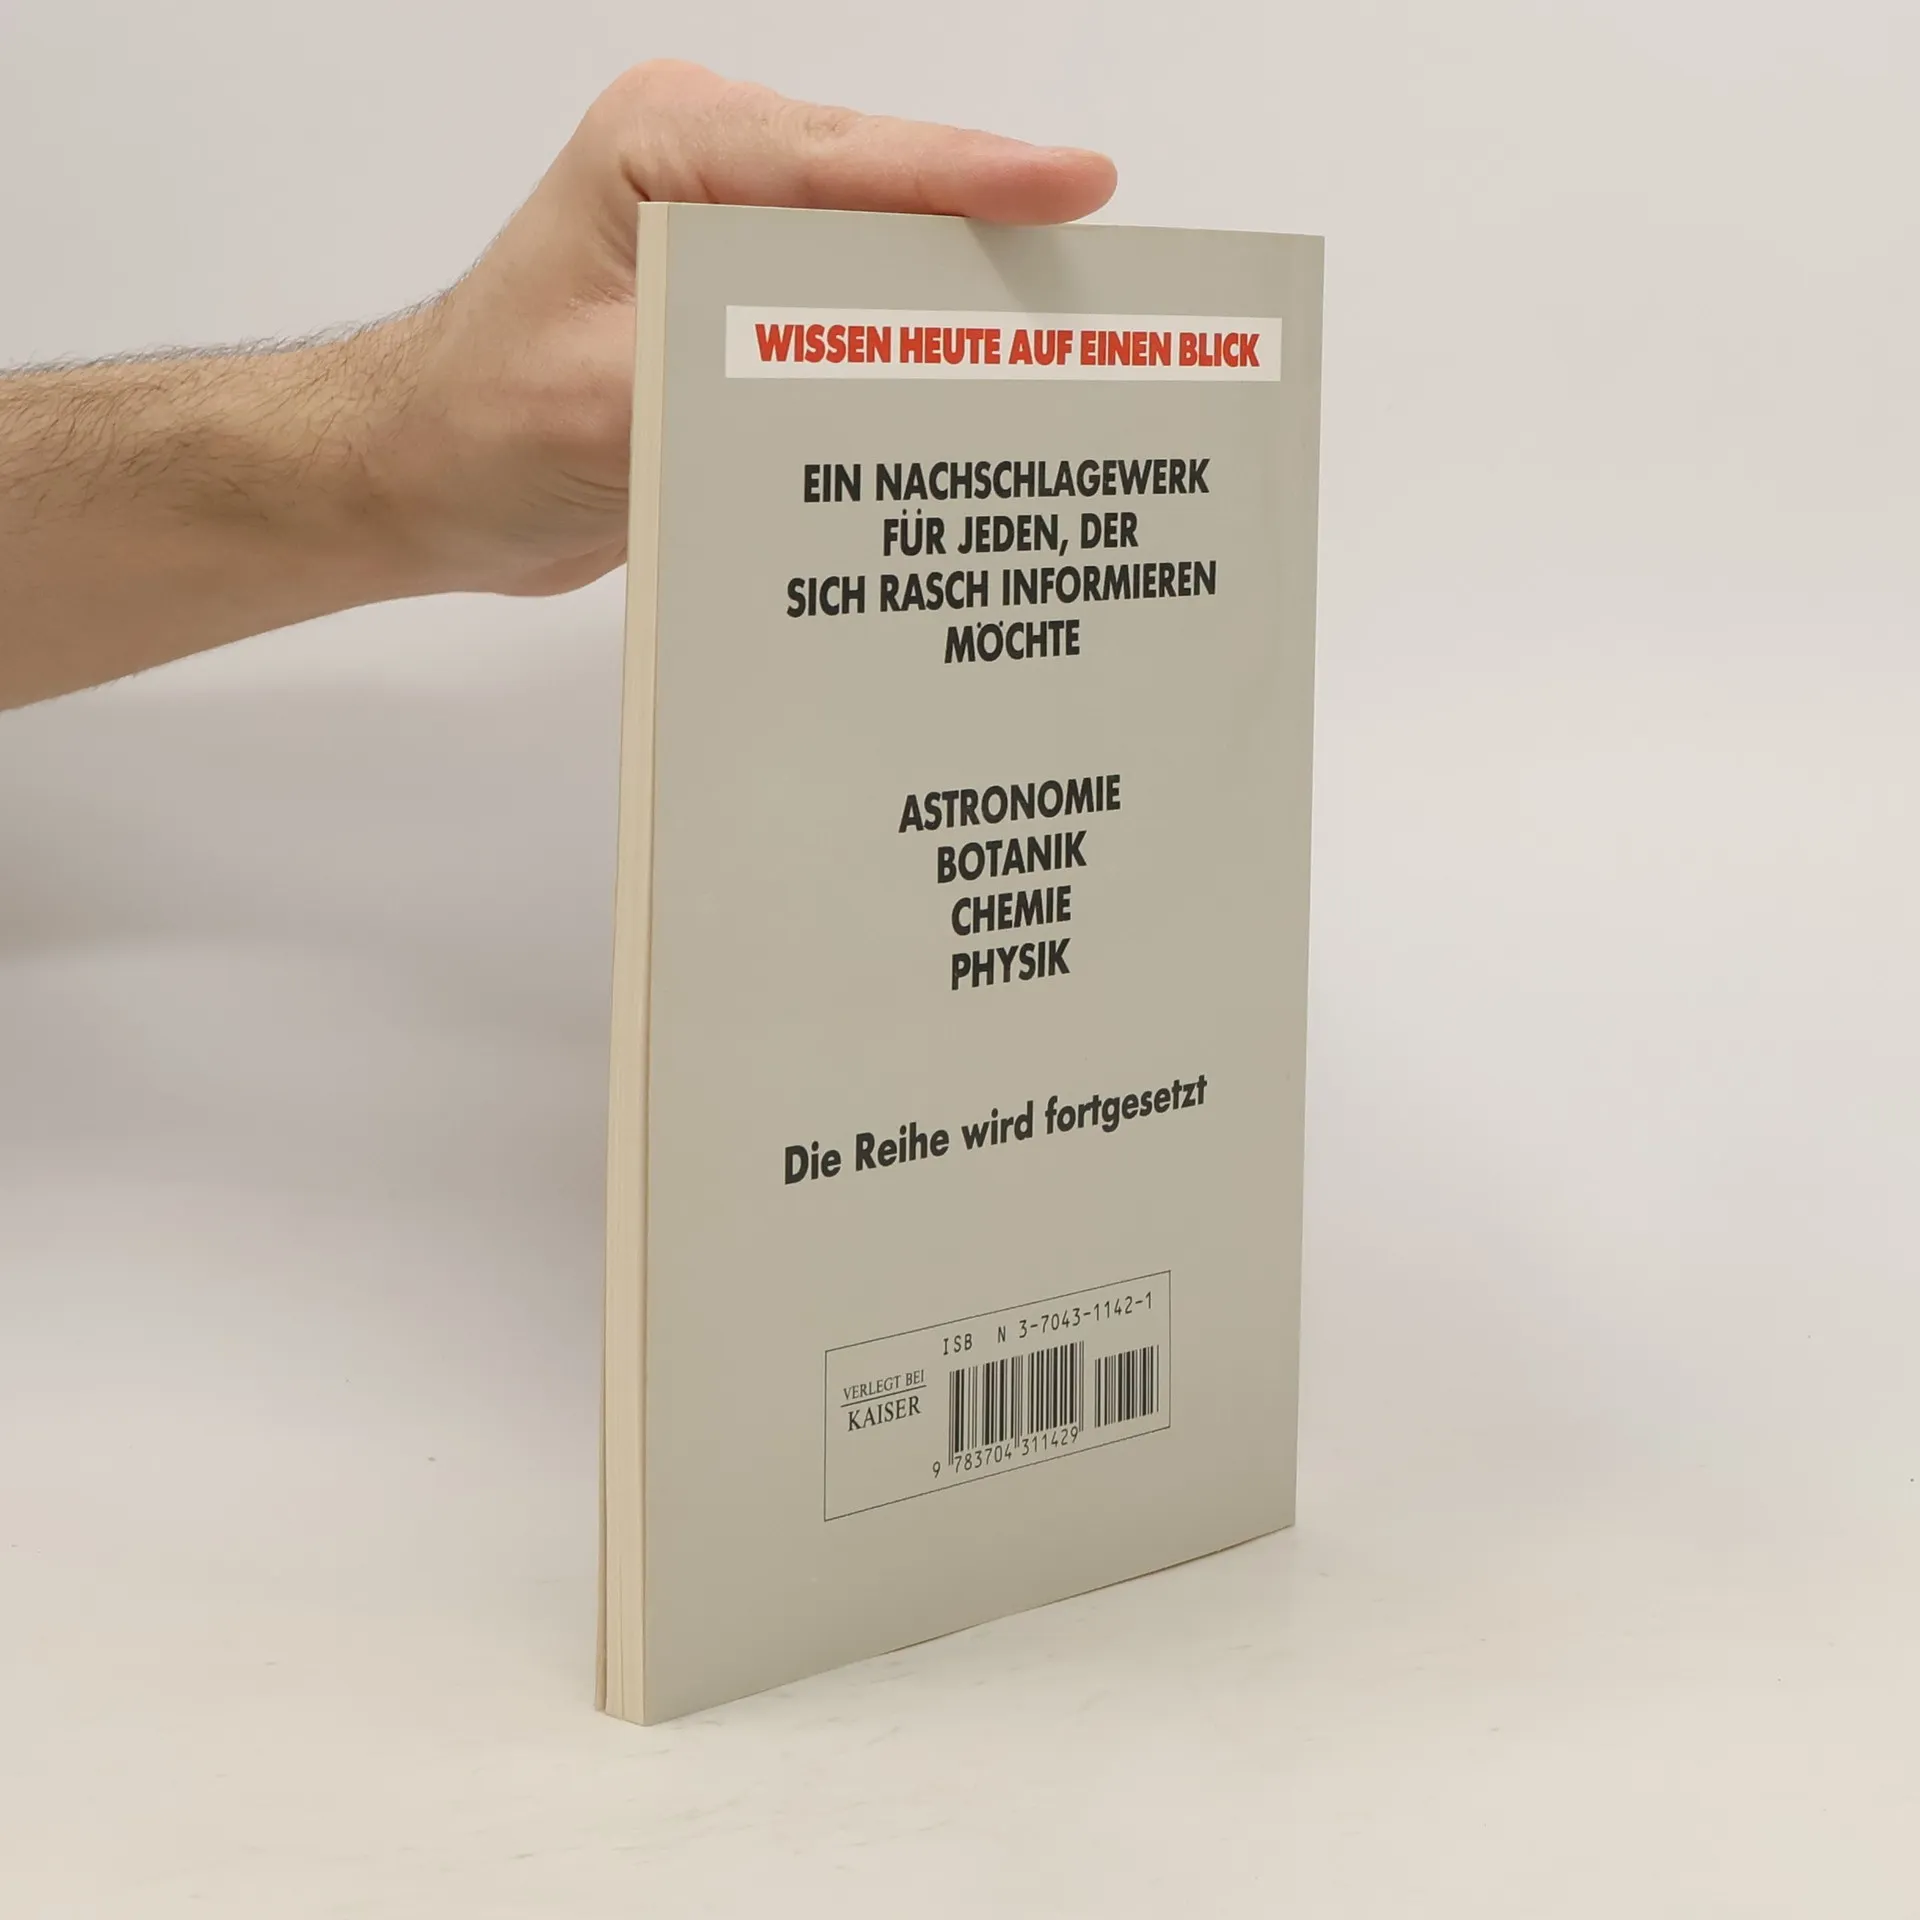 WISSEN HEUTE AUF EINEN BLICK
EIN NACHSCHLAGEWERK
FÜR JEDEN, DER
SICH RASCH INFORMIEREN
MÖCHTE
ASTRONOMIE
BOTANIK
CHEMIE
PHYSIK
Die Reihe wird fortgesetzt
ISB N 3-7043-1142-1
VERLEGT BEI
KAISER
9 783704 311429